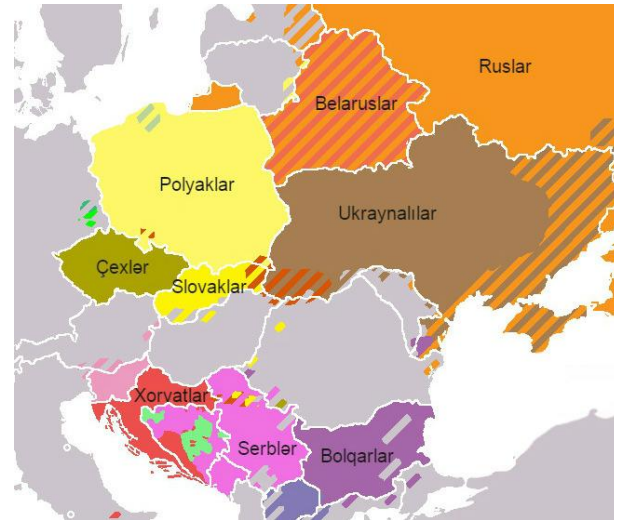 Ruslar
Belaruslar
Polyaklar
Ukraynalılar
Çexlər
Slovaklar
Xorvatlar
Serblər
Bolqarlar